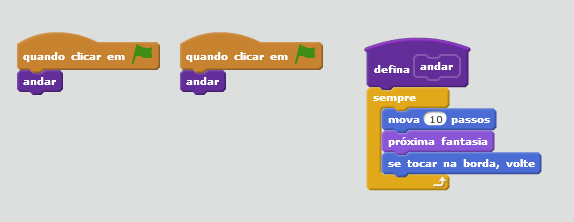 quando clicar em
andar
quando clicar em
andar
defina andar
sempre
mova 10 passos
próxima fantasia
se tocar na borda, volte